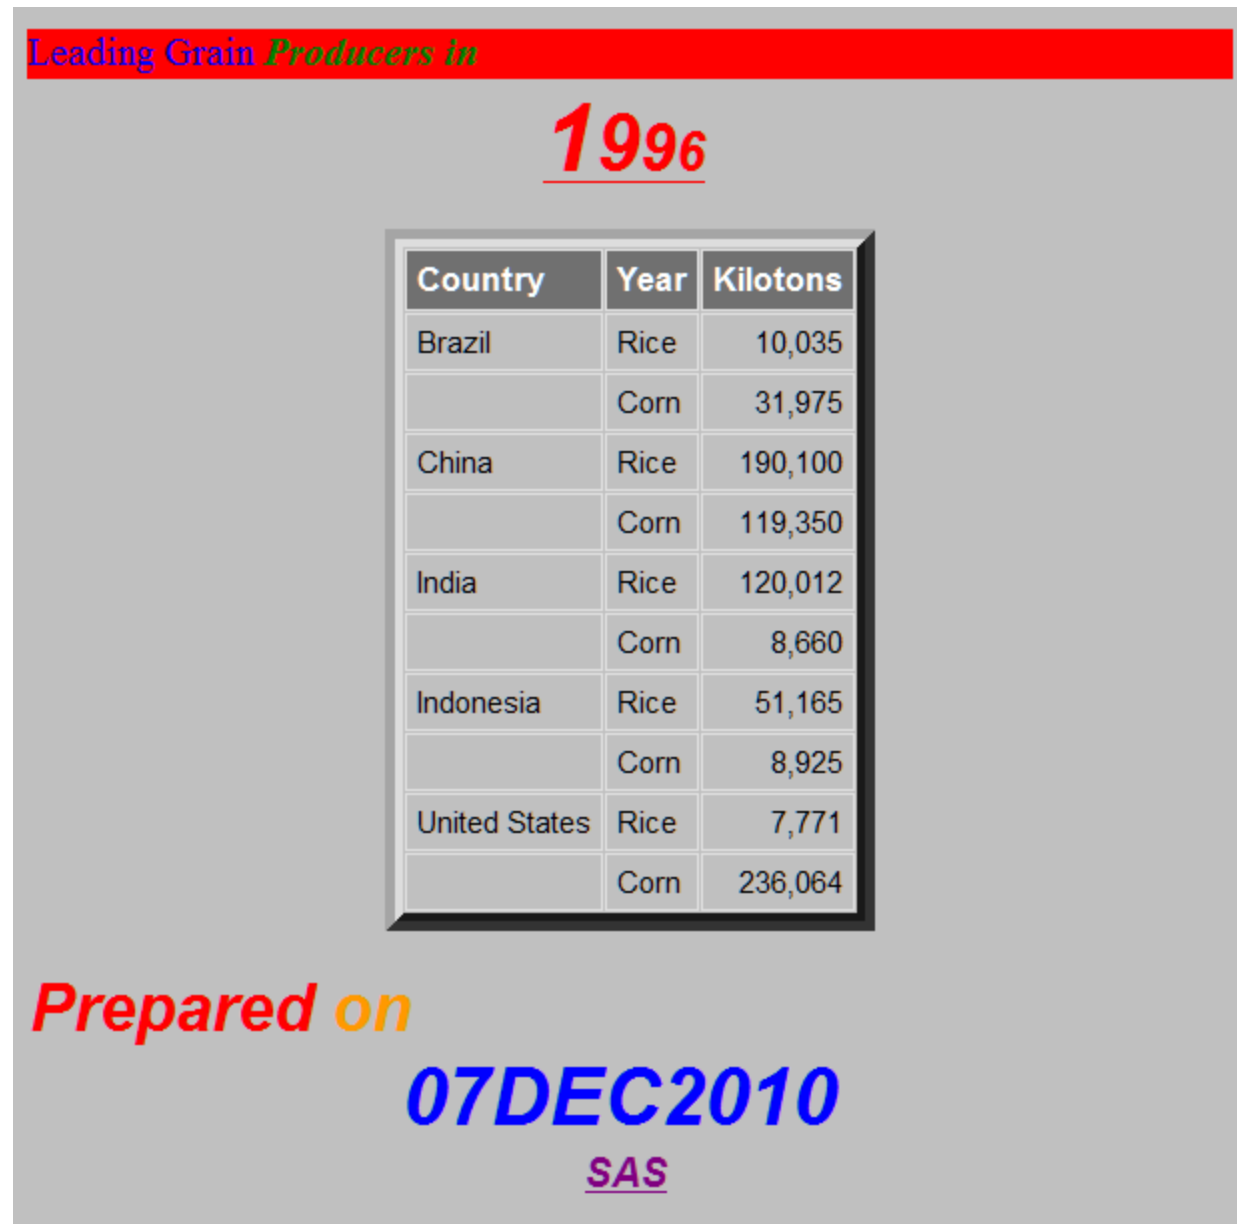 Leading Grain Producers in
1996
Country Year Kilotons
Brazil Rice 10,035
Corn 31,975
China Rice 190,100
Corn 119,350
India Rice 120,012
Corn 8,660
Indonesia Rice 51,165
Corn 8,925
United States Rice 7,771
Corn 236,064
Prepared on
07DEC2010
SAS